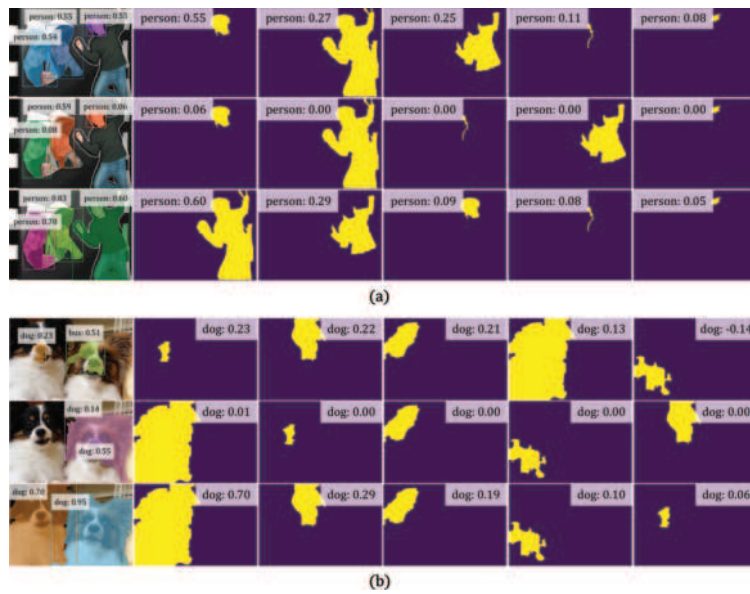 person: 0.55 person: 0.55 person: 0.55 person: 0.27 person: 0.25 person: 0.11 person: 0.08
person: 0.54
person: 0.59 person: 0.06 person: 0.06 person: 0.00 person: 0.00 person: 0.00 person: 0.00
person: 0.08
person: 0.83 person: 0.60 person: 0.60 person: 0.29 person: 0.09 person: 0.08 person: 0.05
person: 0.70
(a)
dog: 0.23 bus: 0.51 dog: 0.23 dog: 0.22 dog: 0.21 dog: 0.13 dog: -0.14
dog: 0.14 dog: 0.01 dog: 0.00 dog: 0.00 dog: 0.00 dog: 0.00
dog: 0.55
dog: 0.70 dog: 0.95 dog: 0.70 dog: 0.29 dog: 0.19 dog: 0.10 dog: 0.06
(b)